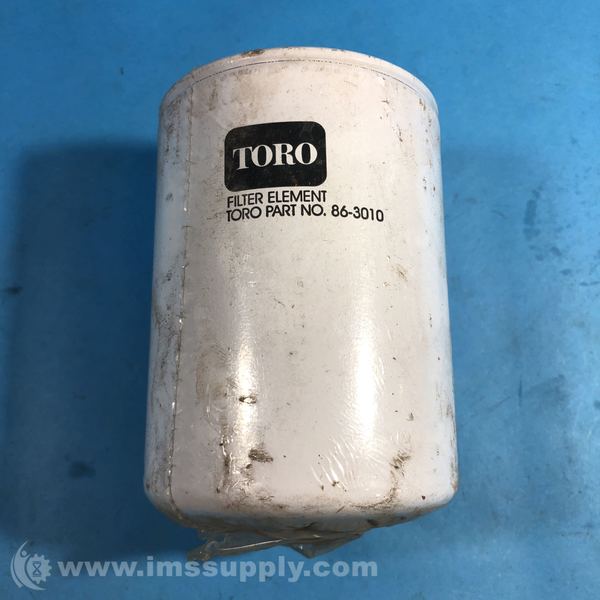 TORO
FILTER ELEMENT
TORO PART NO. 86-3010
www.imssupply.com